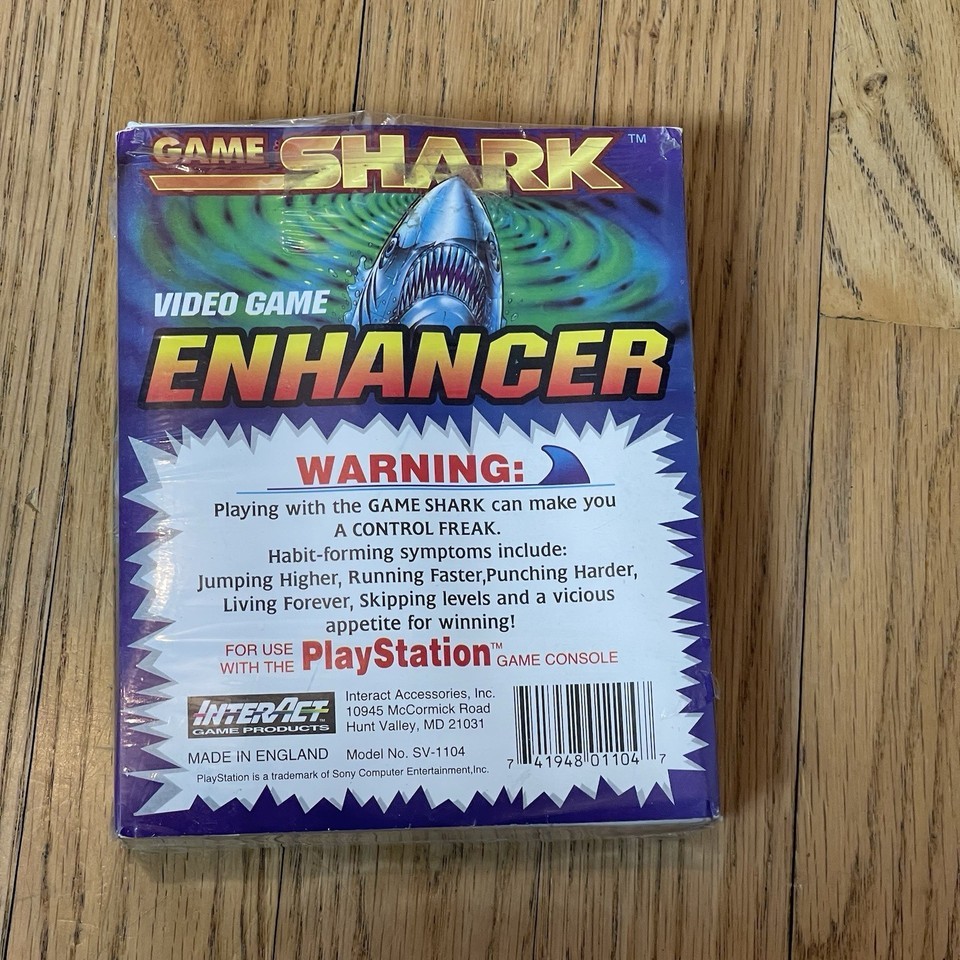 GAME SHARK™
VIDEO GAME
ENHANCER
WARNING:
Playing with the GAME SHARK can make you
A CONTROL FREAK.
Habit-forming symptoms include:
Jumping Higher, Running Faster,Punching Harder,
Living Forever, Skipping levels and a vicious
appetite for winning!
FOR USE
WITH THE PlayStation™ GAME CONSOLE
INTERACT™
GAME PRODUCTS
Interact Accessories, Inc.
10945 McCormick Road
Hunt Valley, MD 21031
MADE IN ENGLAND Model No. SV-1104
PlayStation is a trademark of Sony Computer Entertainment,Inc.
7 41948 01104 7